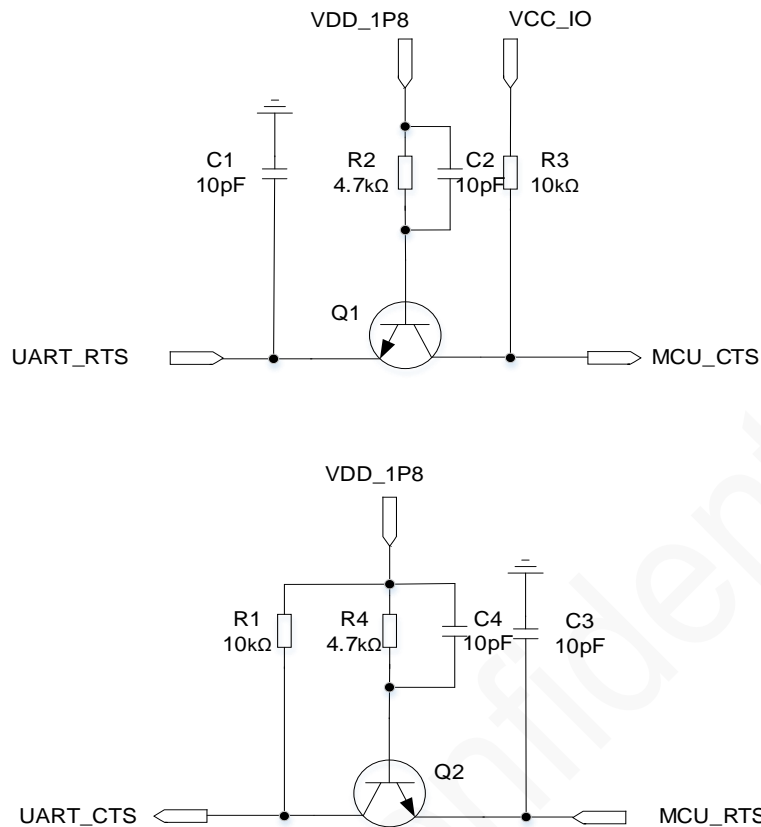 VDD_1P8 VCC_IO
C1 R2 C2 R3
10pF 4.7kΩ 10pF 10kΩ
Q1
UART_RTS MCU_CTS
VDD_1P8
R1 R4 C4 C3
10kΩ 4.7kΩ 10pF 10pF
Q2
UART_CTS MCU_RTS
onfident